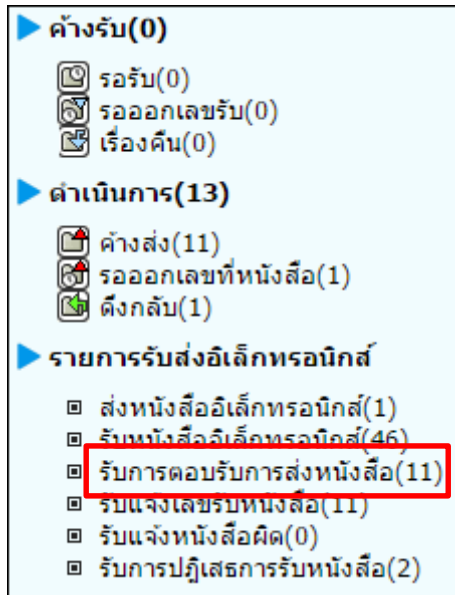 ค้างรับ(0)
รอรับ(0)
รอออกเลขรับ(0)
เรื่องคืน(0)
ดำเนินการ(13)
ค้างส่ง(11)
รอออกเลขที่หนังสือ(1)
ดึงกลับ(1)
รายการรับส่งอิเล็กทรอนิกส์
ส่งหนังสืออิเล็กทรอนิกส์(1)
รับหนังสืออิเล็กทรอนิกส์(46)
รับการตอบรับการส่งหนังสือ(11)
รับแจ้งเลขรับหนังสือ(11)
รับแจ้งหนังสือผิด(0)
รับการปฏิเสธการรับหนังสือ(2)